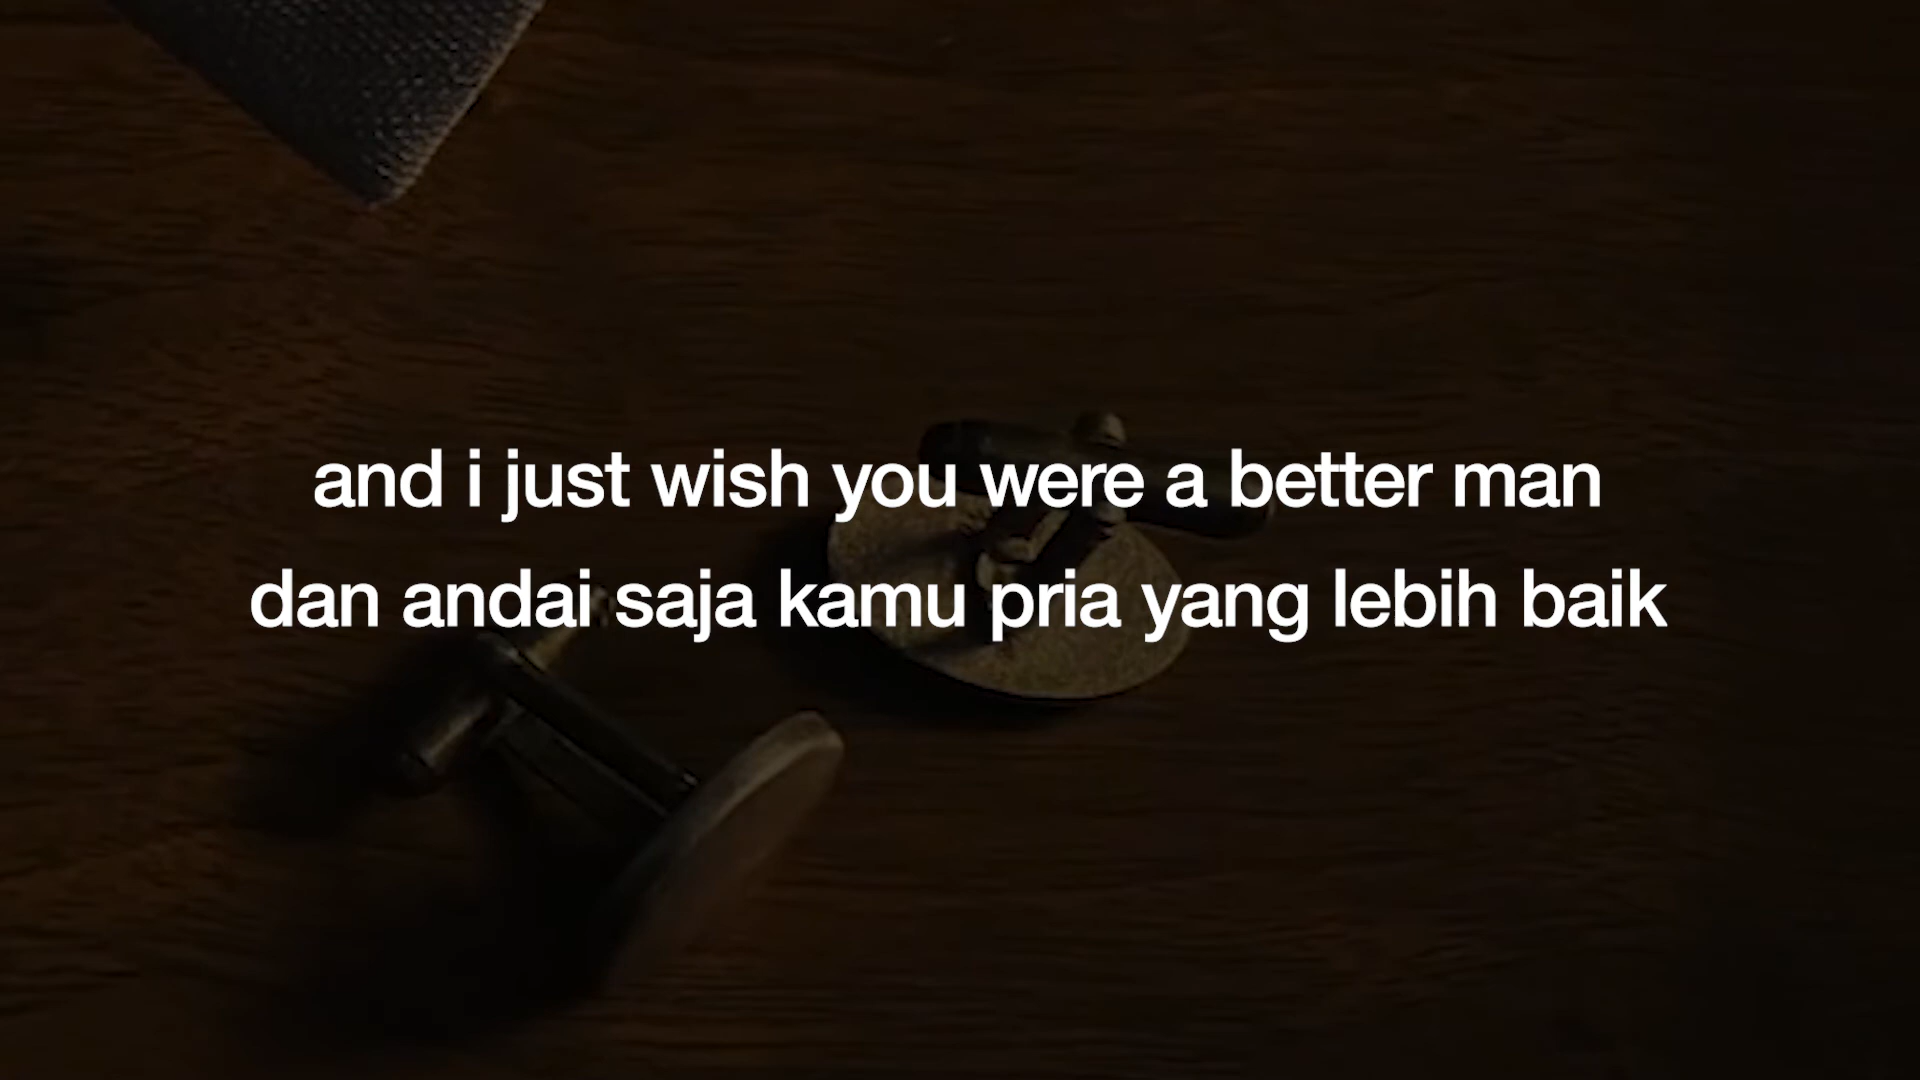 and i just wish you were a better man
dan andai saja kamu pria yang lebih baik